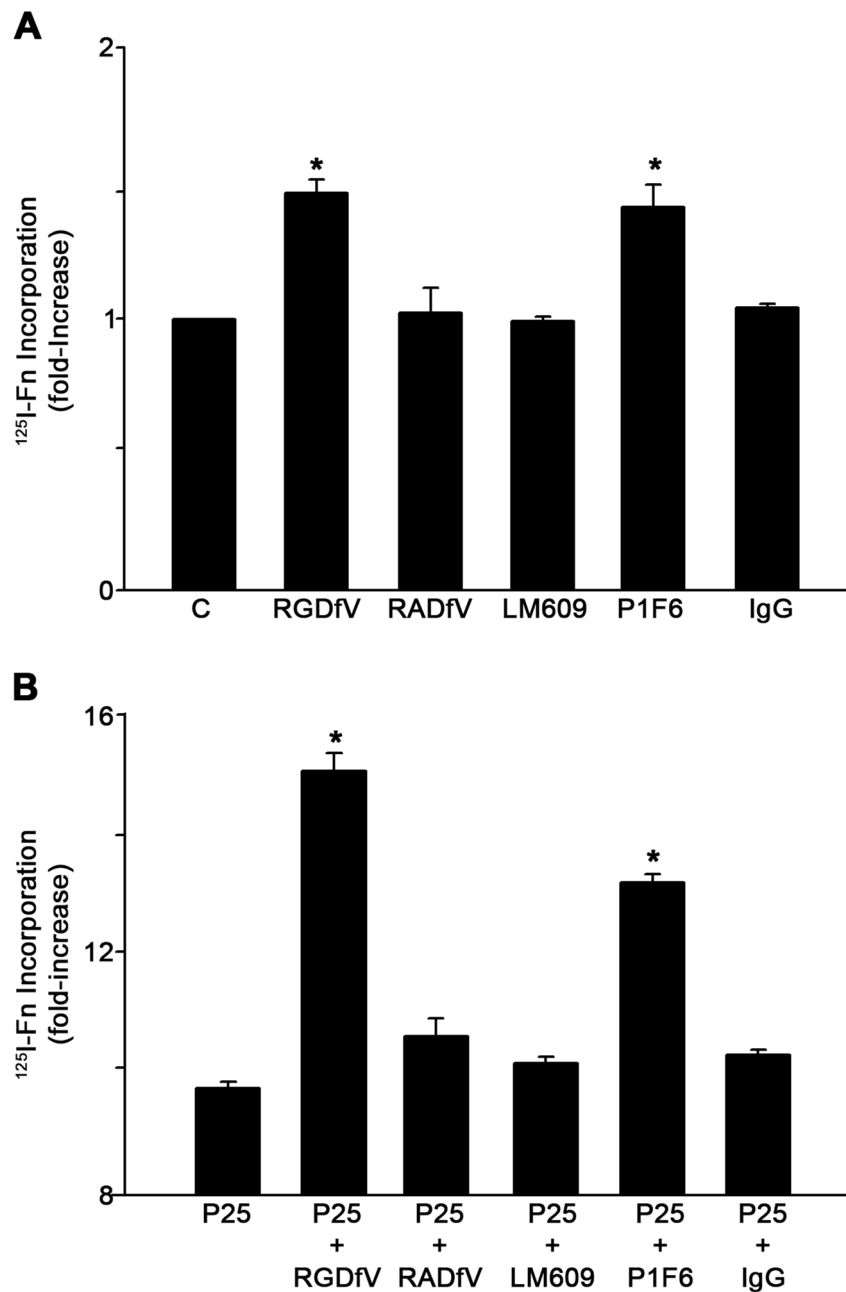 A
2
1
0
¹²⁵I-Fn Incorporation
(fold-Increase)
*
*
C RGDfV RADfV LM609 P1F6 IgG
B
16
12
8
¹²⁵I-Fn Incorporation
(fold-increase)
*
*
P25 P25 P25 P25 P25 P25
+ + + + +
RGDfV RADfV LM609 P1F6 IgG